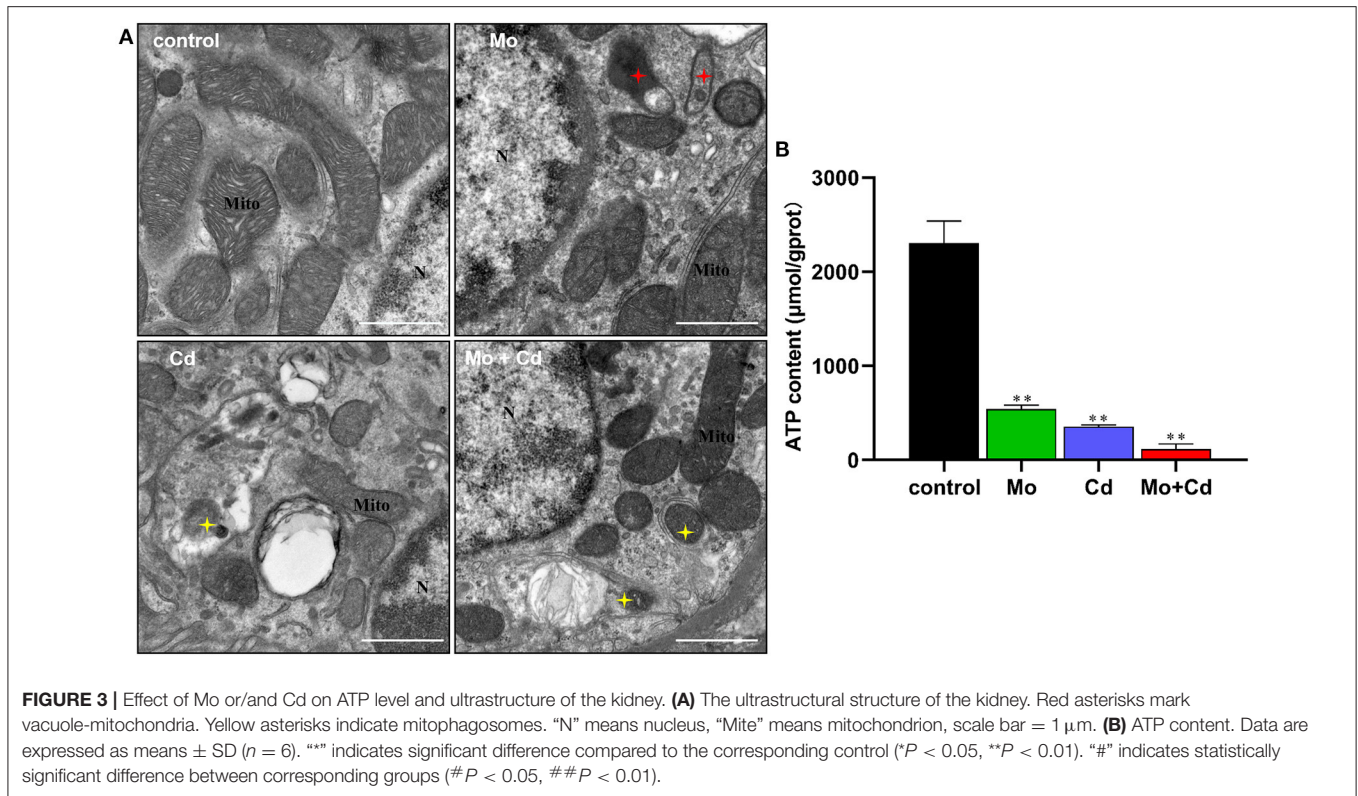 A
control
Mo
N
Mito
N
Mito
Cd
Mo + Cd
N
Mito
Mito
N
B
3000
2000
1000
0
ATP content (μmol/gprot)
**
**
**
control Mo Cd Mo+Cd
FIGURE 3 | Effect of Mo or/and Cd on ATP level and ultrastructure of the kidney. (A) The ultrastructural structure of the kidney. Red asterisks mark
vacuole-mitochondria. Yellow asterisks indicate mitophagosomes. “N” means nucleus, “Mite” means mitochondrion, scale bar = 1 μm. (B) ATP content. Data are
expressed as means ± SD (n = 6). “*” indicates significant difference compared to the corresponding control (*P < 0.05, **P < 0.01). “#” indicates statistically
significant difference between corresponding groups (#P < 0.05, ##P < 0.01).